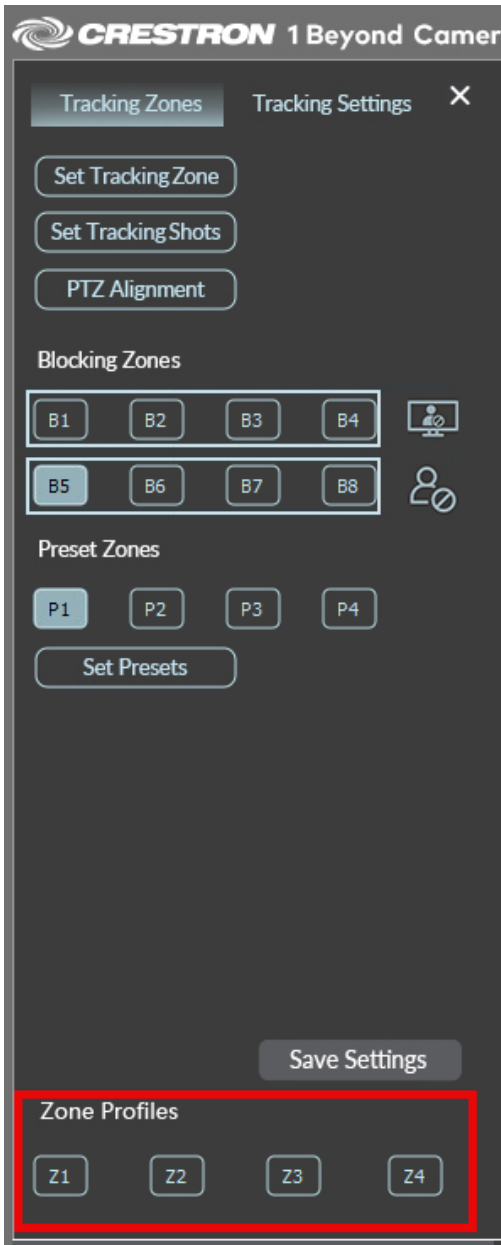 CRESTRON 1 Beyond Camer
Tracking Zones Tracking Settings ×
Set Tracking Zone
Set Tracking Shots
PTZ Alignment
Blocking Zones
B1 B2 B3 B4
B5 B6 B7 B8
Preset Zones
P1 P2 P3 P4
Set Presets
Save Settings
Zone Profiles
Z1 Z2 Z3 Z4